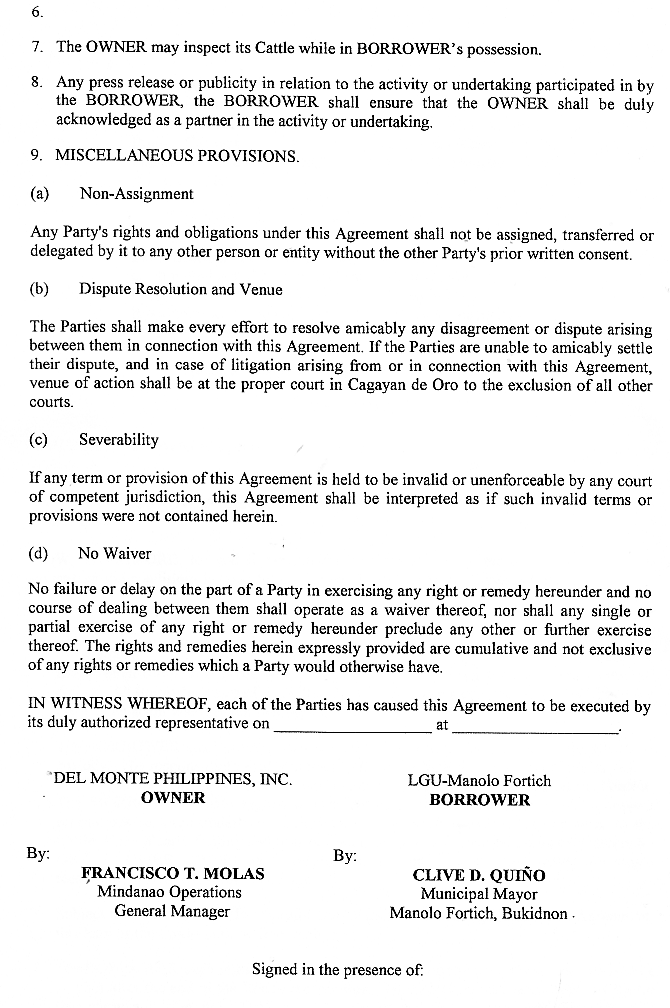 6.
7. The OWNER may inspect its Cattle while in BORROWER's possession.
8. Any press release or publicity in relation to the activity or undertaking participated in by
the BORROWER, the BORROWER shall ensure that the OWNER shall be duly
acknowledged as a partner in the activity or undertaking.
9. MISCELLANEOUS PROVISIONS.
(a) Non-Assignment
Any Party's rights and obligations under this Agreement shall not be assigned, transferred or
delegated by it to any other person or entity without the other Party's prior written consent.
(b) Dispute Resolution and Venue
The Parties shall make every effort to resolve amicably any disagreement or dispute arising
between them in connection with this Agreement. If the Parties are unable to amicably settle
their dispute, and in case of litigation arising from or in connection with this Agreement,
venue of action shall be at the proper court in Cagayan de Oro to the exclusion of all other
courts.
(c) Severability
If any term or provision of this Agreement is held to be invalid or unenforceable by any court
of competent jurisdiction, this Agreement shall be interpreted as if such invalid terms or
provisions were not contained herein.
(d) No Waiver
No failure or delay on the part of a Party in exercising any right or remedy hereunder and no
course of dealing between them shall operate as a waiver thereof, nor shall any single or
partial exercise of any right or remedy hereunder preclude any other or further exercise
thereof. The rights and remedies herein expressly provided are cumulative and not exclusive
of any rights or remedies which a Party would otherwise have.
IN WITNESS WHEREOF, each of the Parties has caused this Agreement to be executed by
its duly authorized representative on ____________________ at ____________________.
DEL MONTE PHILIPPINES, INC. LGU-Manolo Fortich
OWNER BORROWER
By: By:
FRANCISCO T. MOLAS CLIVE D. QUIÑO
Mindanao Operations Municipal Mayor
General Manager Manolo Fortich, Bukidnon
Signed in the presence of: